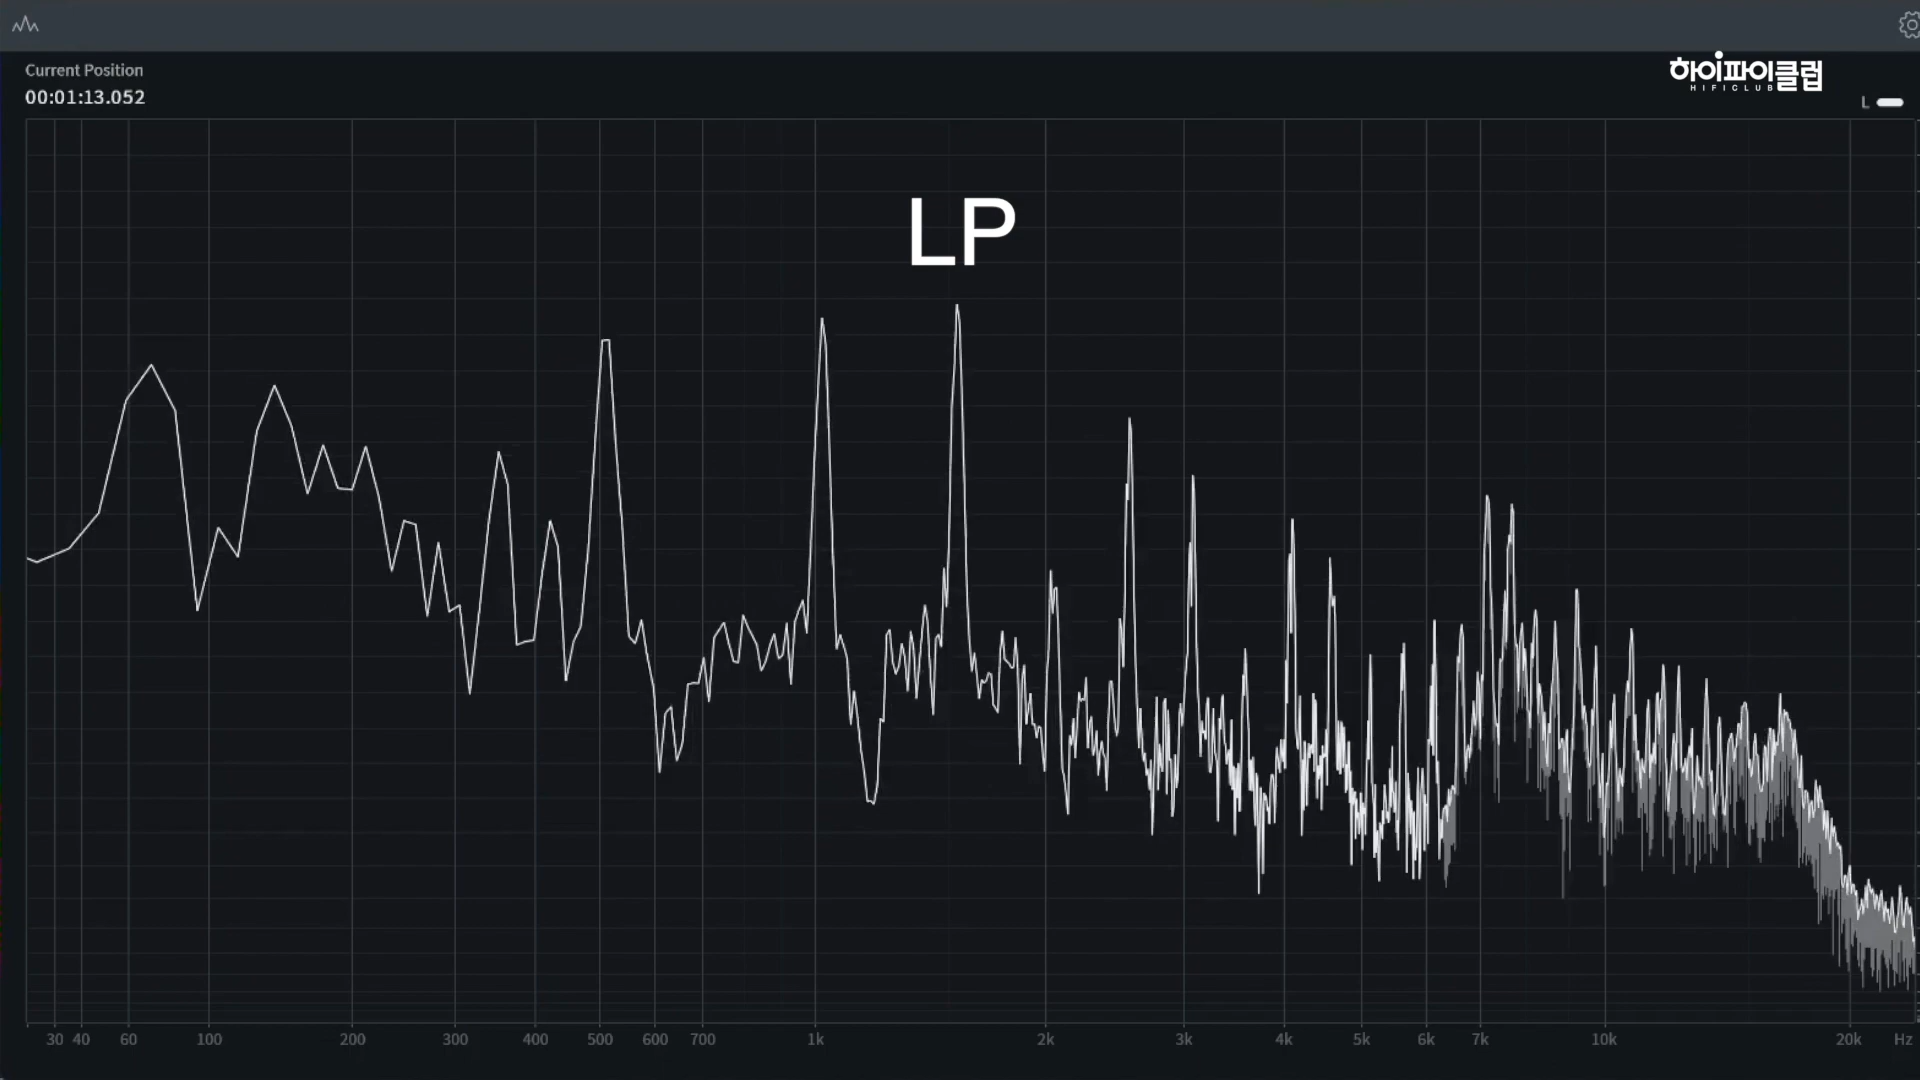 Current Position
00:01:13.052
하이파이클럽
HIFICLUB
L
LP
30 40 60 100 200 300 400 500 600 700 1k 2k 3k 4k 5k 6k 7k 10k 20k Hz